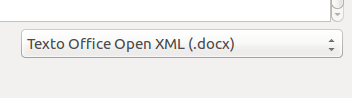 Texto Office Open XML (.docx)